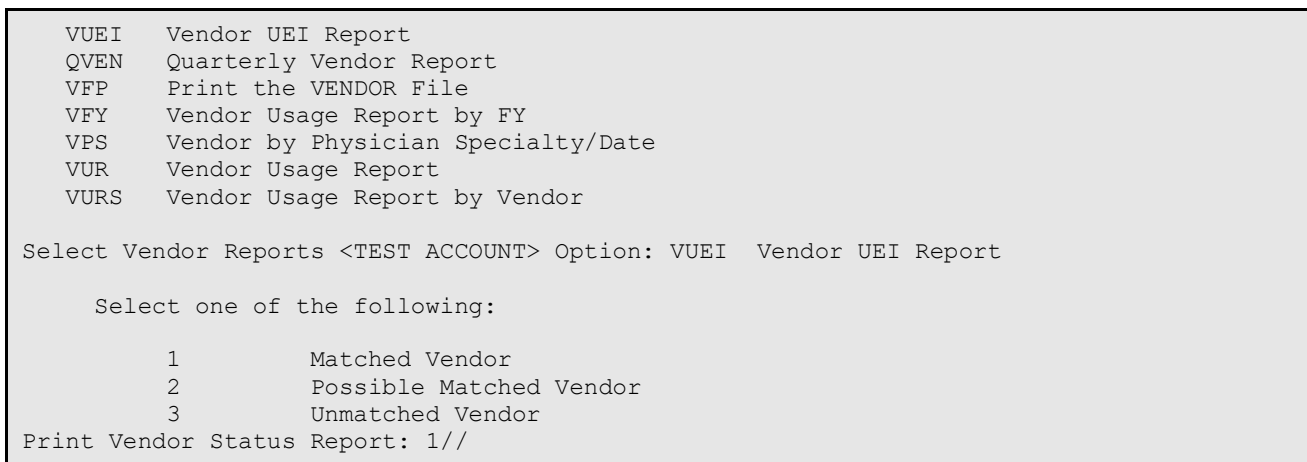 VUEI Vendor UEI Report
QVEN Quarterly Vendor Report
VFP Print the VENDOR File
VFY Vendor Usage Report by FY
VPS Vendor by Physician Specialty/Date
VUR Vendor Usage Report
VURS Vendor Usage Report by Vendor
Select Vendor Reports <TEST ACCOUNT> Option: VUEI Vendor UEI Report
Select one of the following:
1 Matched Vendor
2 Possible Matched Vendor
3 Unmatched Vendor
Print Vendor Status Report: 1//